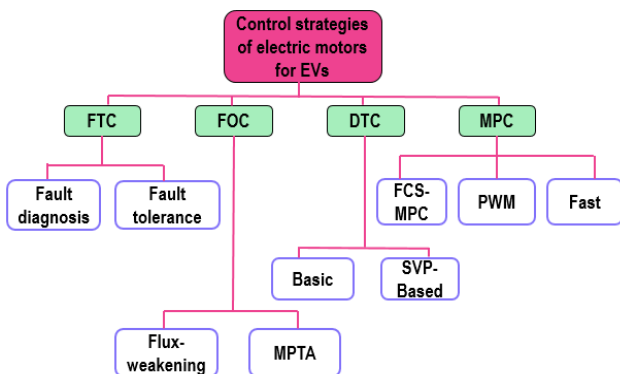 Control strategies
of electric motors
for EVs
FTC
FOC
DTC
MPC
Fault
diagnosis
Fault
tolerance
FCS-
MPC
PWM
Fast
Basic
SVP-
Based
Flux-
weakening
MPTA